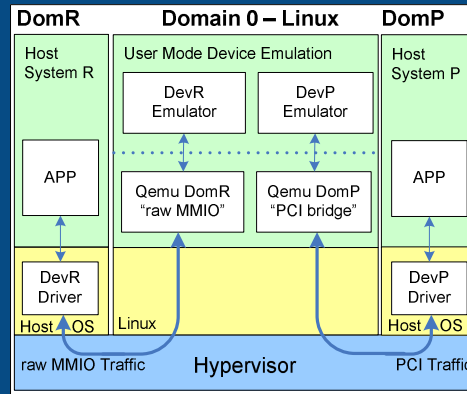 DomR
Domain 0 – Linux
DomP
Host
System R
User Mode Device Emulation
Host
System P
DevR
Emulator
DevP
Emulator
APP
Qemu DomR
“raw MMIO”
Qemu DomP
“PCI bridge”
APP
DevR
Driver
DevP
Driver
Host OS
Linux
Host OS
raw MMIO Traffic
Hypervisor
PCI Traffi